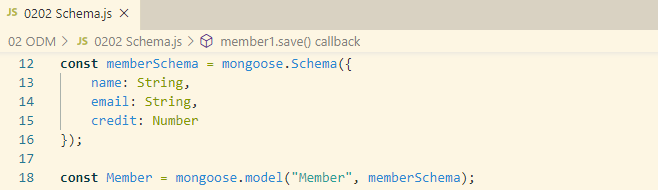 JS 0202 Schema.js ×
02 ODM > JS 0202 Schema.js > member1.save() callback
12 const memberSchema = mongoose.Schema({
13     name: String,
14     email: String,
15     credit: Number
16 });
17
18 const Member = mongoose.model("Member", memberSchema);